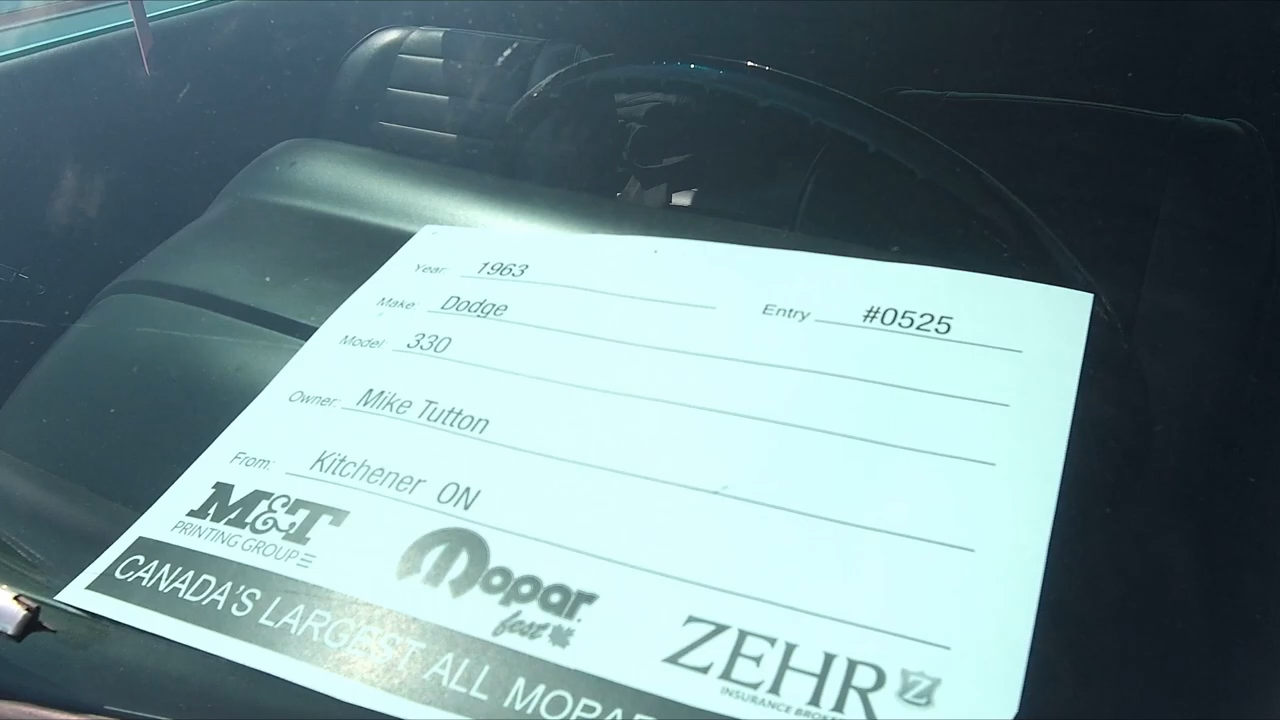 Year: 1963
Entry #0525
Make: Dodge
Model: 330
Owner: Mike Tutton
From: Kitchener ON
M&T
PRINTING GROUP
Mopar
fest
ZEHR
INSURANCE
CANADA'S LARGEST ALL